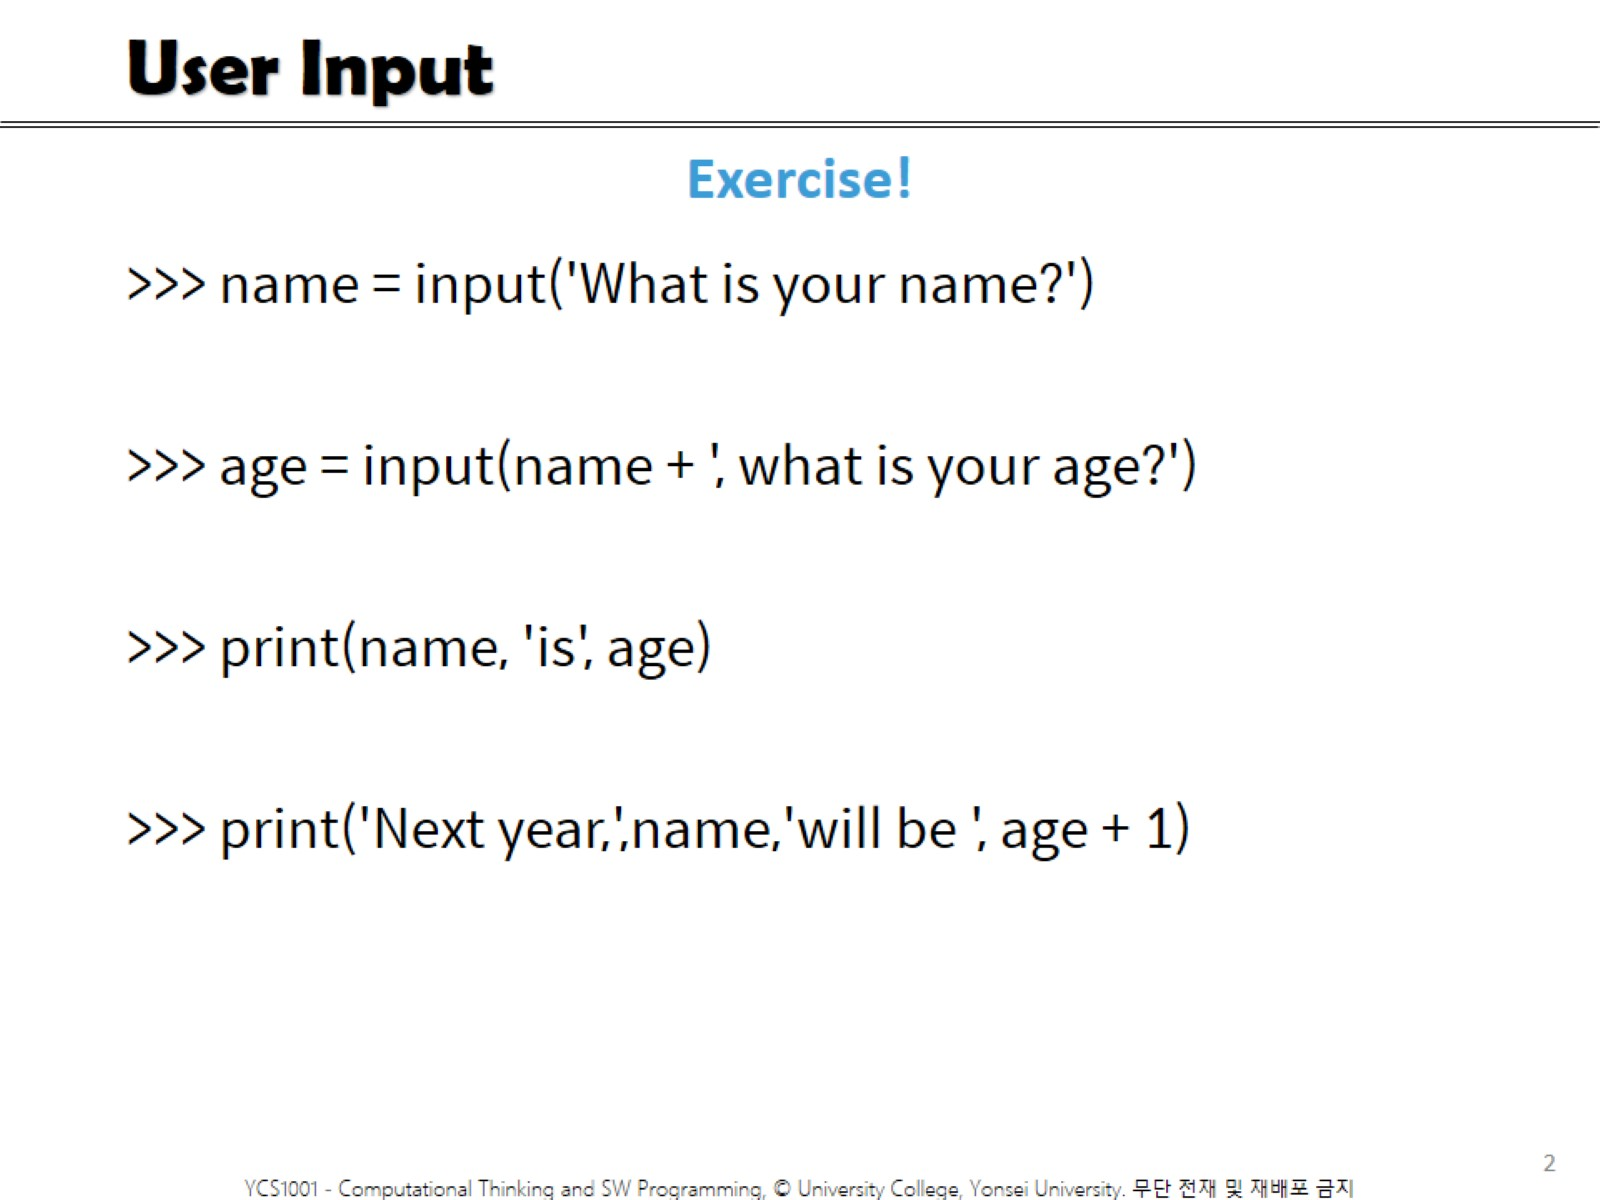 User Input
Exercise!
>>> name = input('What is your name?')
>>> age = input(name + ', what is your age?')
>>> print(name, 'is', age)
>>> print('Next year,',name,'will be ', age + 1)
2
YCS1001 - Computational Thinking and SW Programming, © University College, Yonsei University. 무단 전재 및 재배포 금지